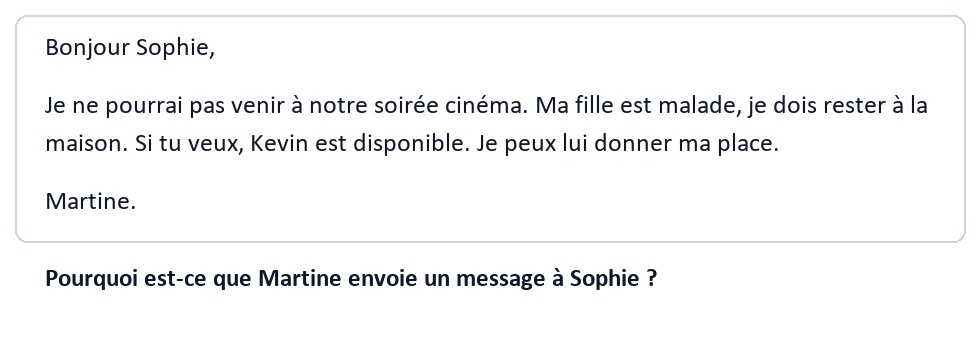 Bonjour Sophie,
Je ne pourrai pas venir à notre soirée cinéma. Ma fille est malade, je dois rester à la
maison. Si tu veux, Kevin est disponible. Je peux lui donner ma place.
Martine.
Pourquoi est-ce que Martine envoie un message à Sophie ?